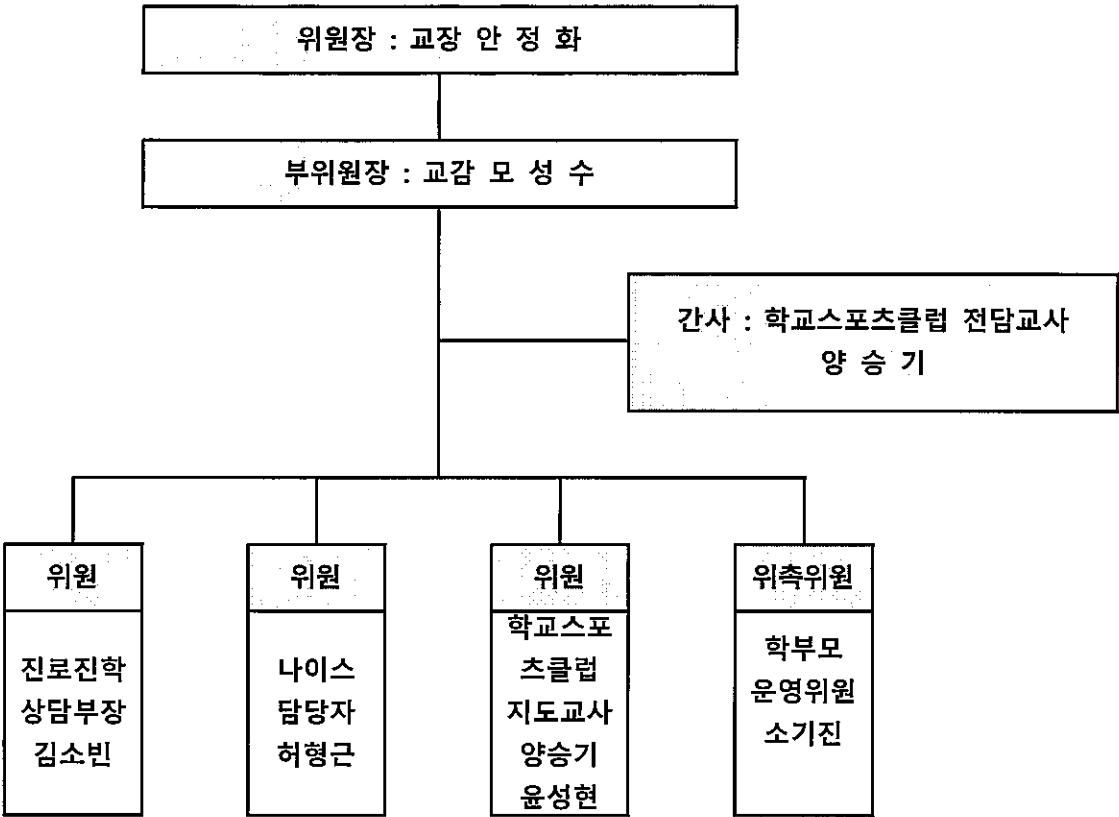 위원장 : 교장 안 정 화
부위원장 : 교감 모 성 수
간사 : 학교스포츠클럽 전담교사
양 승 기
위원
진로진학
상담부장
김소빈
위원
나이스
담당자
허형근
위원
학교스포
츠클럽
지도교사
양승기
윤성현
위촉위원
학부모
운영위원
소기진